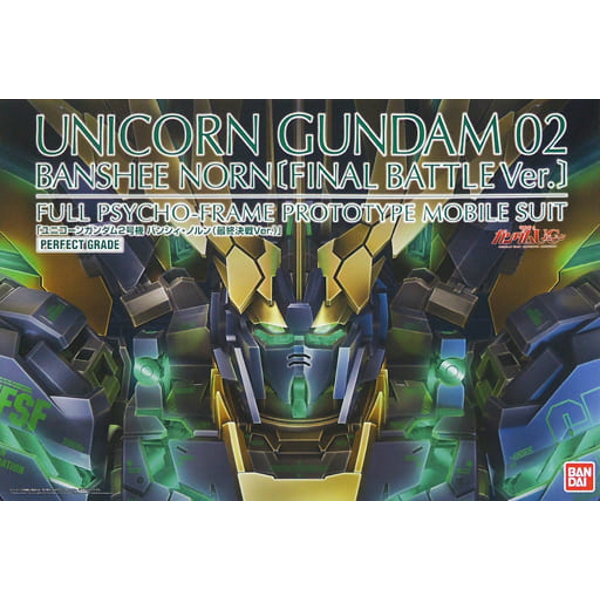 UNICORN GUNDAM 02
BANSHEE NORN[FINAL BATTLE Ver.]
FULL PSYCHO-FRAME PROTOTYPE MOBILE SUIT
「ユニコーンガンダム2号機 バンシィ・ノルン(最終決戦Ver.)」
PERFECT GRADE
ガンダムUC
BAN
DAI